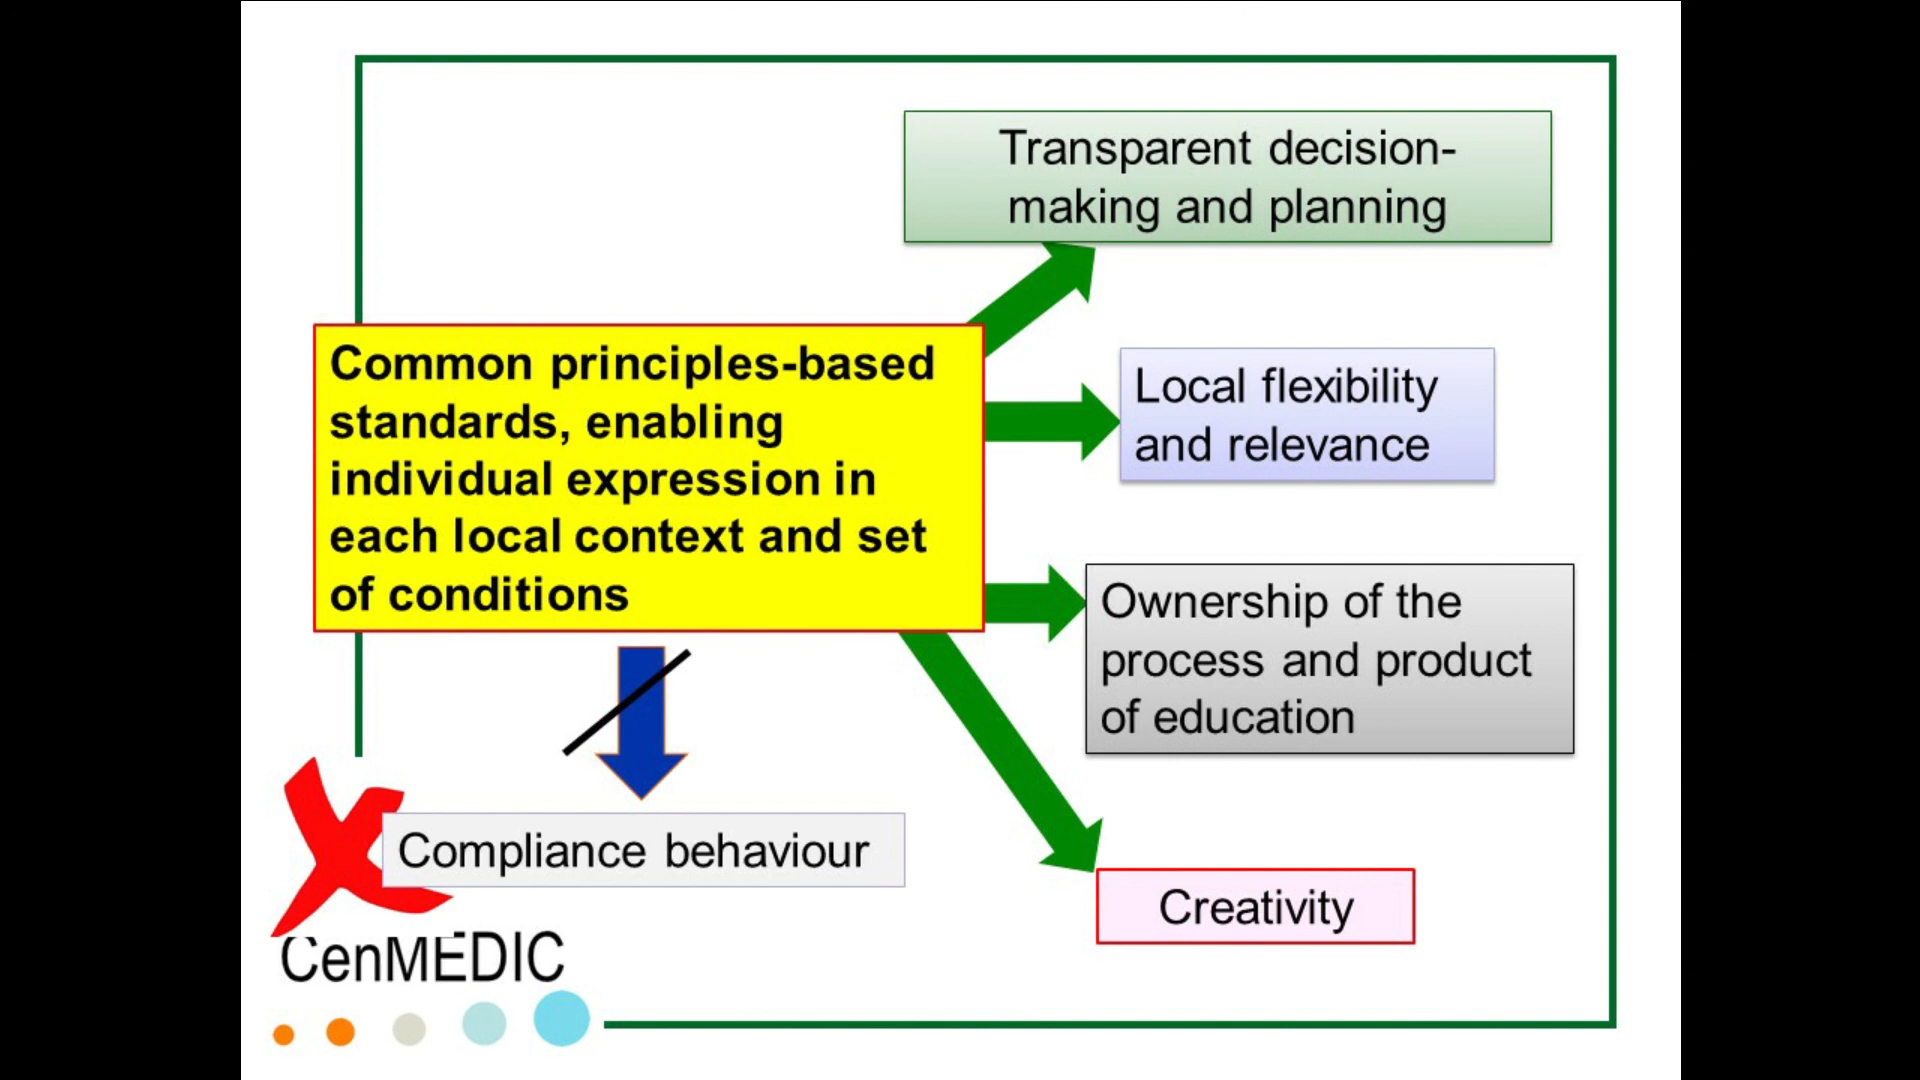 Transparent decision-
making and planning
Common principles-based
standards, enabling
individual expression in
each local context and set
of conditions
Local flexibility
and relevance
Ownership of the
process and product
of education
Compliance behaviour
Creativity
CenMEDIC